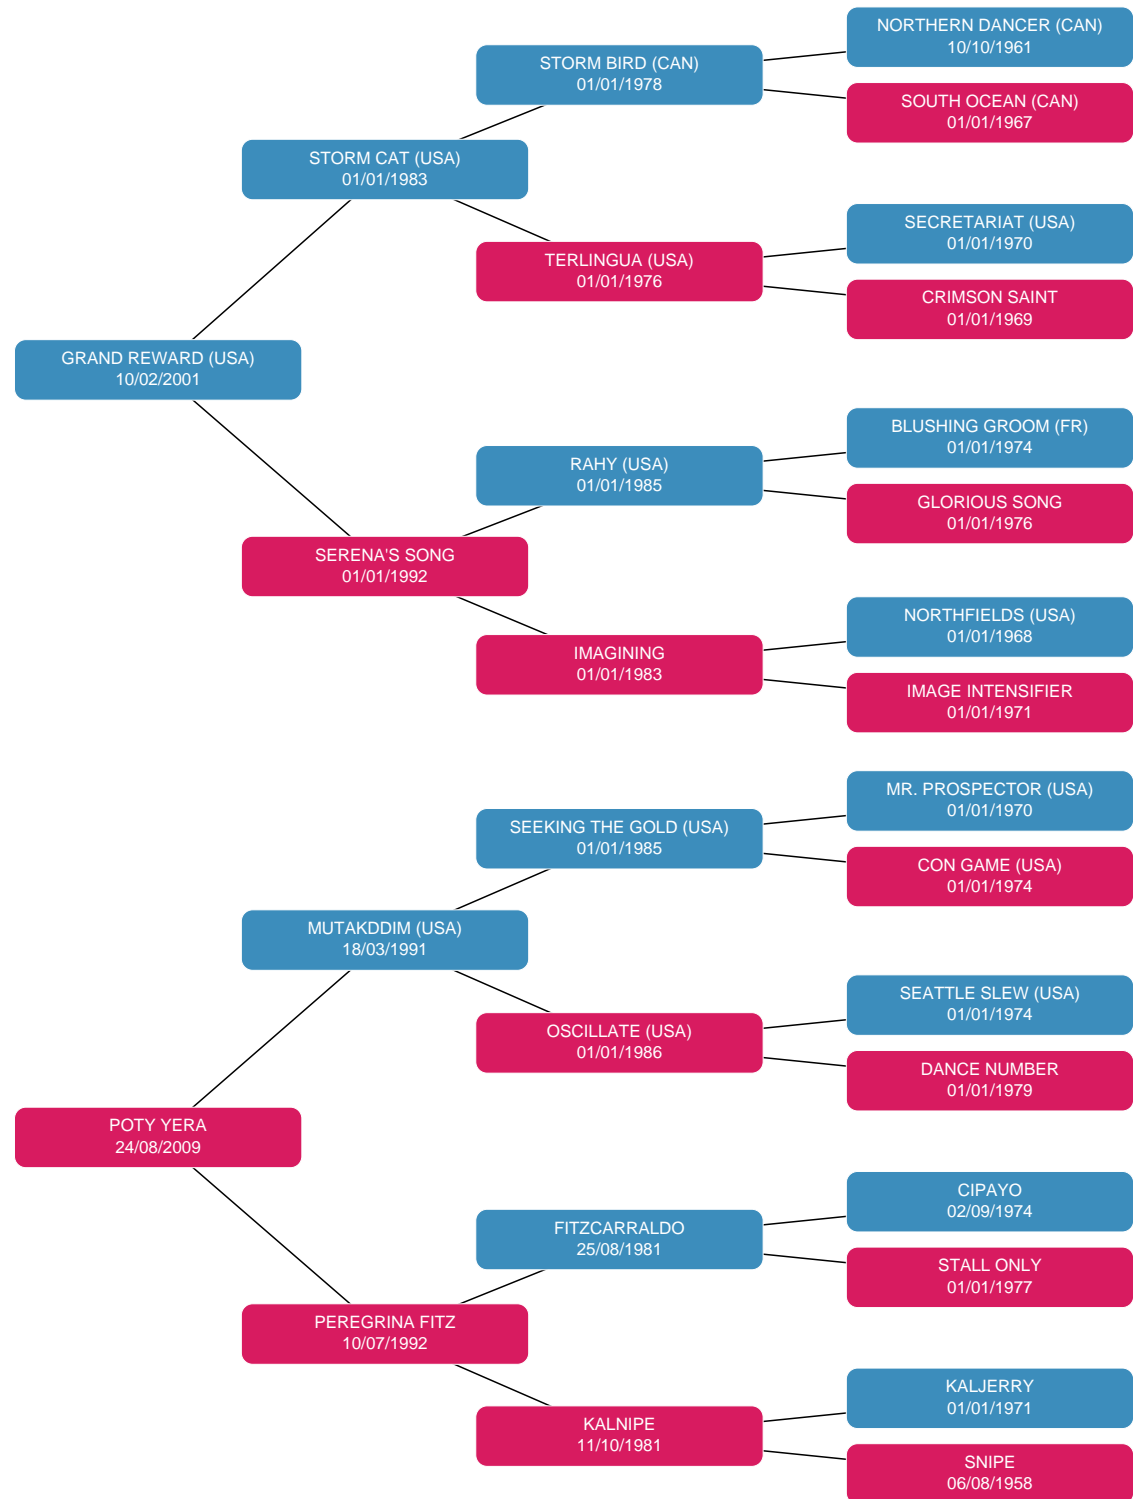 NORTHERN DANCER (CAN)
10/10/1961
STORM BIRD (CAN)
01/01/1978
SOUTH OCEAN (CAN)
01/01/1967
STORM CAT (USA)
01/01/1983
SECRETARIAT (USA)
01/01/1970
TERLINGUA (USA)
01/01/1976
CRIMSON SAINT
01/01/1969
GRAND REWARD (USA)
10/02/2001
BLUSHING GROOM (FR)
01/01/1974
RAHY (USA)
01/01/1985
GLORIOUS SONG
01/01/1976
SERENA'S SONG
01/01/1992
NORTHFIELDS (USA)
01/01/1968
IMAGINING
01/01/1983
IMAGE INTENSIFIER
01/01/1971
MR. PROSPECTOR (USA)
01/01/1970
SEEKING THE GOLD (USA)
01/01/1985
CON GAME (USA)
01/01/1974
MUTAKDDIM (USA)
18/03/1991
SEATTLE SLEW (USA)
01/01/1974
OSCILLATE (USA)
01/01/1986
DANCE NUMBER
01/01/1979
POTY YERA
24/08/2009
CIPAYO
02/09/1974
FITZCARRALDO
25/08/1981
STALL ONLY
01/01/1977
PEREGRINA FITZ
10/07/1992
KALJERRY
01/01/1971
KALNIPE
11/10/1981
SNIPE
06/08/1958